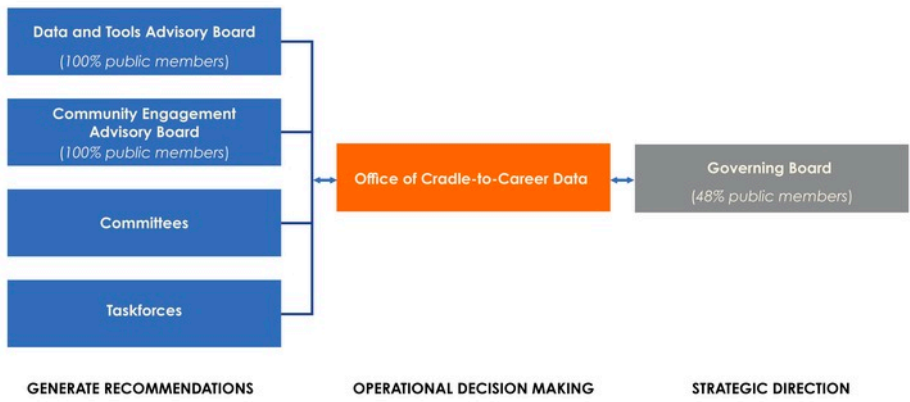 Data and Tools Advisory Board
(100% public members)
Community Engagement
Advisory Board
(100% public members)
Committees
Taskforces
Office of Cradle-to-Career Data
Governing Board
(48% public members)
GENERATE RECOMMENDATIONS
OPERATIONAL DECISION MAKING
STRATEGIC DIRECTION